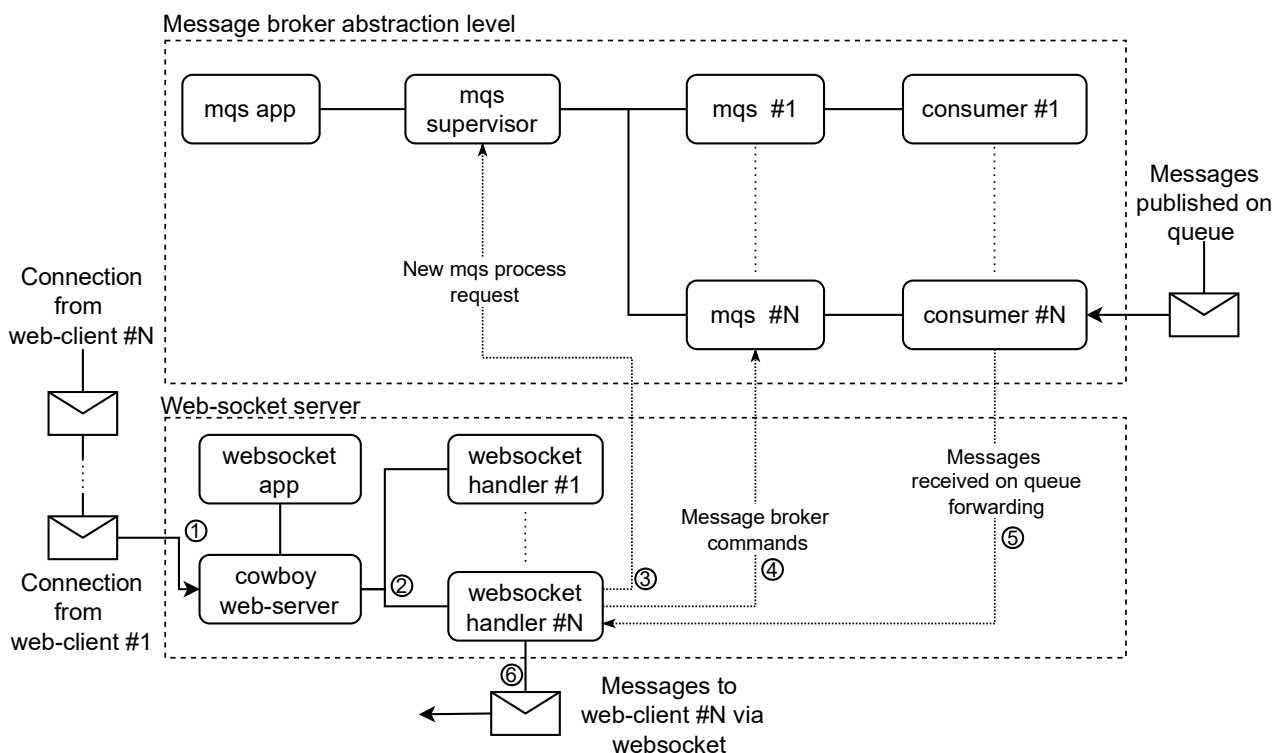 Message broker abstraction level
mqs app
mqs
supervisor
mqs  #1
consumer #1
Messages
published on
queue
New mqs process
request
Connection
from
web-client #N
mqs  #N
consumer #N
Web-socket server
websocket
app
websocket
handler #1
Messages
received on queue
forwarding
Message broker
commands
①
②
③
④
⑤
cowboy
web-server
websocket
handler #N
Connection
from
web-client #1
⑥
Messages to
web-client #N via
websocket